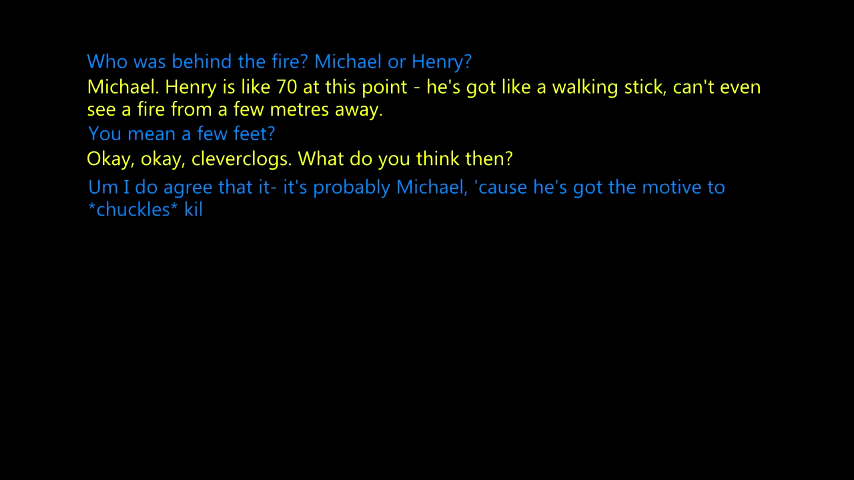 Who was behind the fire? Michael or Henry?
Michael. Henry is like 70 at this point - he's got like a walking stick, can't even
see a fire from a few metres away.
You mean a few feet?
Okay, okay, cleverclogs. What do you think then?
Um I do agree that it- it's probably Michael, 'cause he's got the motive to
*chuckles* kil